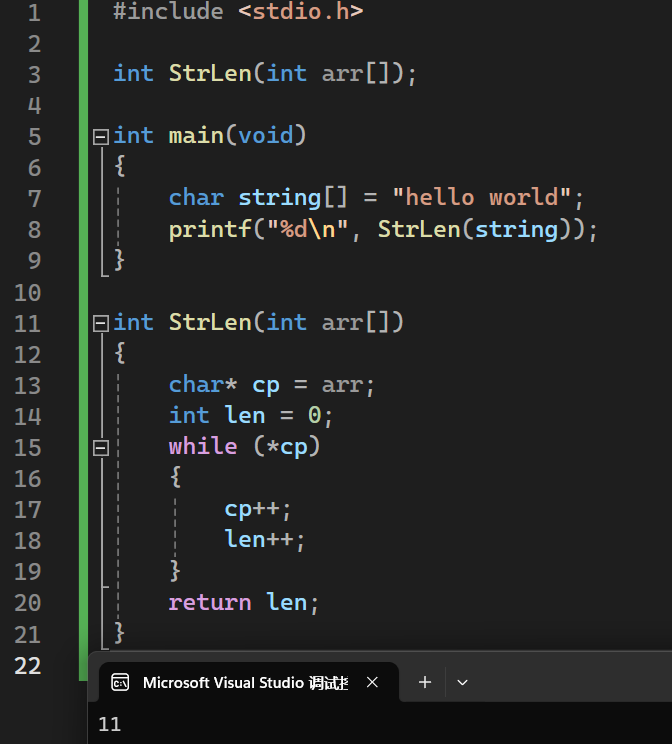 1 #include <stdio.h>
2
3 int StrLen(int arr[]);
4
5 int main(void)
6 {
7 char string[] = "hello world";
8 printf("%d\n", StrLen(string));
9 }
10
11 int StrLen(int arr[])
12 {
13 char* cp = arr;
14 int len = 0;
15 while (*cp)
16 {
17 cp++;
18 len++;
19 }
20 return len;
21 }
22
Microsoft Visual Studio 调试
11